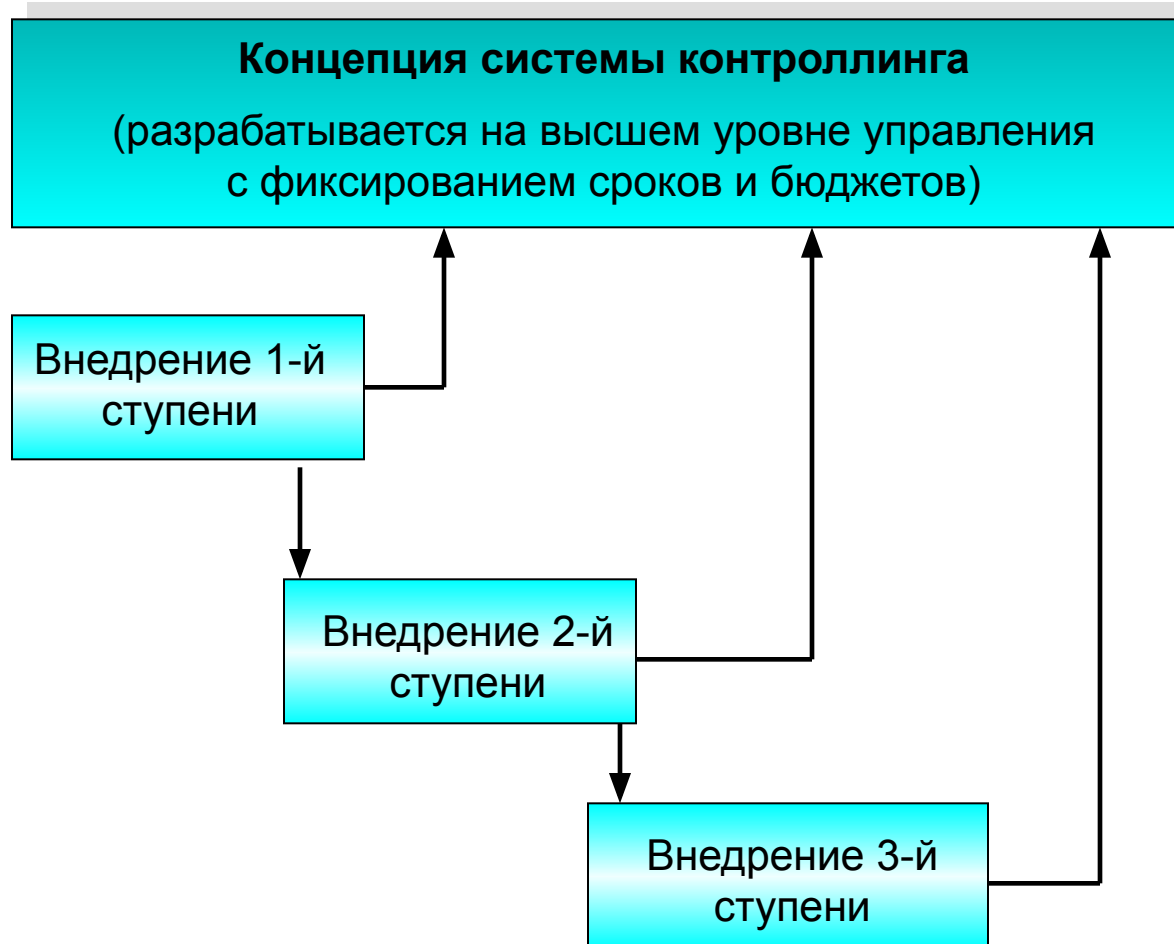 Концепция системы контроллинга
(разрабатывается на высшем уровне управления
с фиксированием сроков и бюджетов)
Внедрение 1-й
ступени
Внедрение 2-й
ступени
Внедрение 3-й
ступени